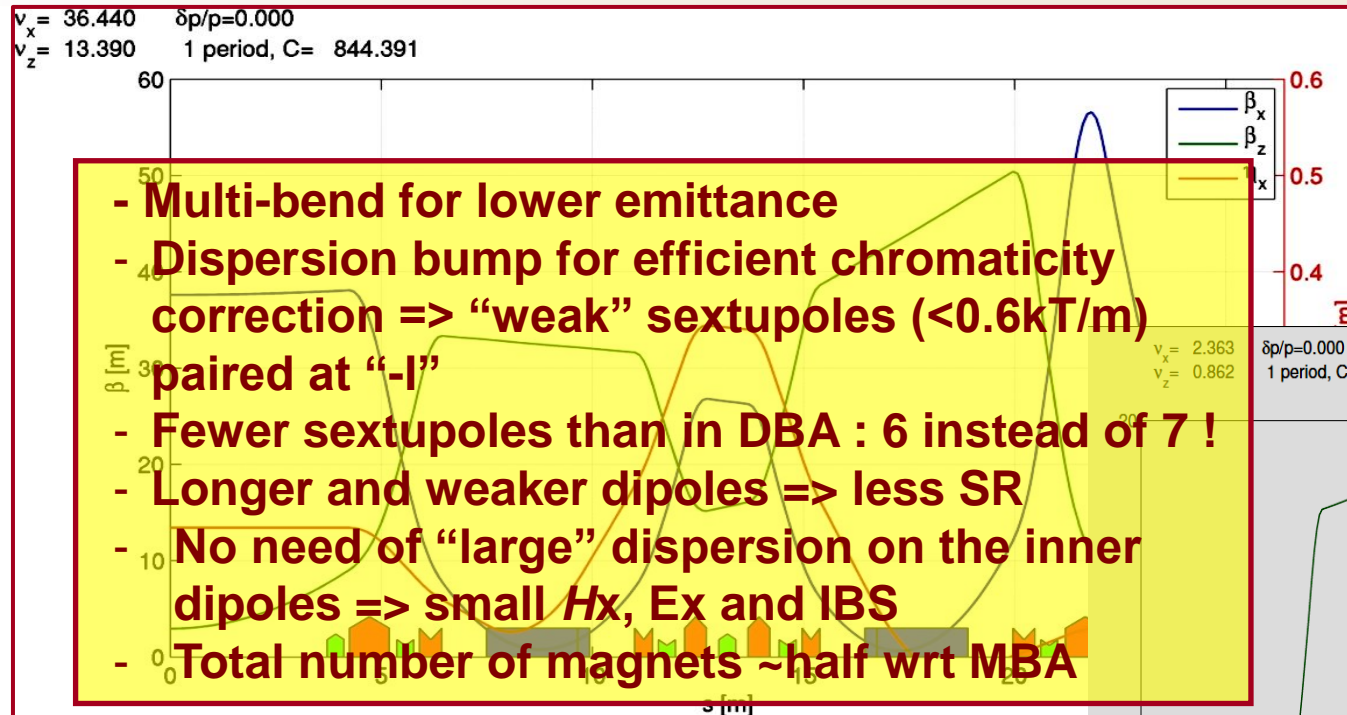 νx= 36.440 δp/p=0.000
νz= 13.390 1 period, C= 844.391
60
0.6
βx
βz
ηx
50
0.5
- Multi-bend for lower emittance
- Dispersion bump for efficient chromaticity
40
0.4
correction => “weak” sextupoles (<0.6kT/m)
paired at “-I”
β [m]
30
m]
νx= 2.363 δp/p=0.000
νz= 0.862 1 period, C
- Fewer sextupoles than in DBA : 6 instead of 7 !
20
20
- Longer and weaker dipoles => less SR
- No need of “large” dispersion on the inner
10
dipoles => small Hx, Ex and IBS
- Total number of magnets ~half wrt MBA
0
0 5 10 15 20
s [m]